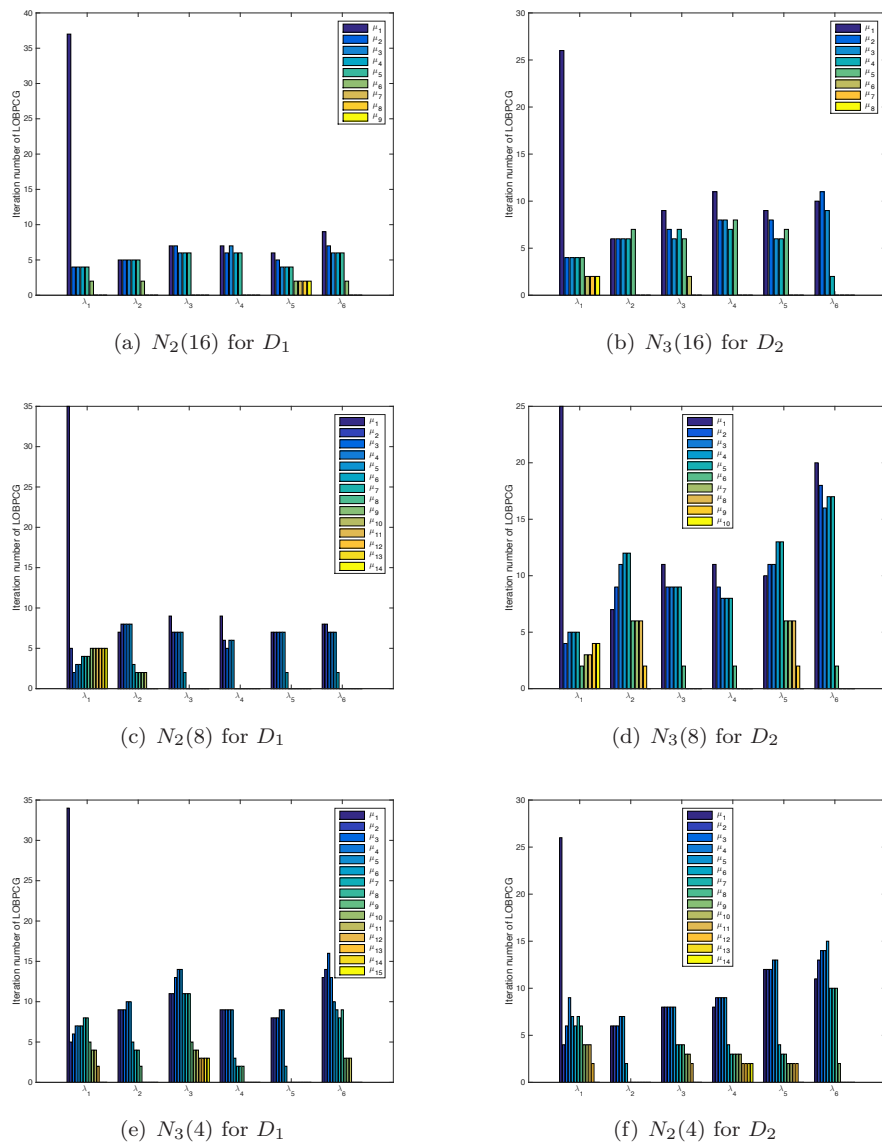 Iteration number of LOBPCG
40
35
30
25
20
15
10
5
0
λ₁ λ₂ λ₃ λ₄ λ₅ λ₆
μ₁
μ₂
μ₃
μ₄
μ₅
μ₆
μ₇
μ₈
μ₉
(a) N₂(16) for D₁
Iteration number of LOBPCG
30
25
20
15
10
5
0
λ₁ λ₂ λ₃ λ₄ λ₅ λ₆
μ₁
μ₂
μ₃
μ₄
μ₅
μ₆
μ₇
μ₈
(b) N₃(16) for D₂
Iteration number of LOBPCG
35
30
25
20
15
10
5
0
λ₁ λ₂ λ₃ λ₄ λ₅ λ₆
μ₁
μ₂
μ₃
μ₄
μ₅
μ₆
μ₇
μ₈
μ₉
μ₁₀
μ₁₁
μ₁₂
μ₁₃
μ₁₄
(c) N₂(8) for D₁
Iteration number of LOBPCG
25
20
15
10
5
0
λ₁ λ₂ λ₃ λ₄ λ₅ λ₆
μ₁
μ₂
μ₃
μ₄
μ₅
μ₆
μ₇
μ₈
μ₉
μ₁₀
(d) N₃(8) for D₂
Iteration number of LOBPCG
35
30
25
20
15
10
5
0
λ₁ λ₂ λ₃ λ λ₅ λ₆
μ₁
μ₂
μ₃
μ₄
μ₅
μ₆
μ₇
μ₈
μ₉
μ₁₀
μ₁₁
μ₁₂
μ₁₃
μ₁₄
μ₁₅
(e) N₃(4) for D₁
Iteration number of LOBPCG
30
25
20
15
10
5
0
λ₁ λ₂ λ₃ λ₄ λ₅ λ₆
μ₁
μ₂
μ₃
μ₄
μ₅
μ₆
μ₇
μ₈
μ₉
μ₁₀
μ₁₁
μ₁₂
μ₁₃
μ₁₄
(f) N₂(4) for D₂